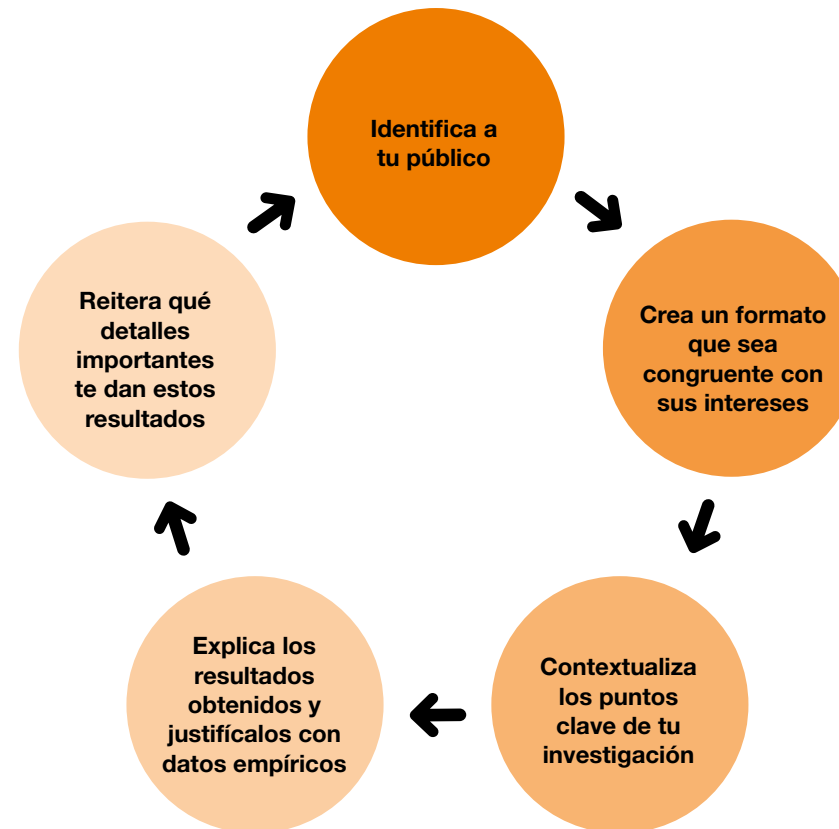 Identifica a
tu público
Crea un formato
que sea
congruente con
sus intereses
Contextualiza
los puntos
clave de tu
investigación
Explica los
resultados
obtenidos y
justifícalos con
datos empíricos
Reitera qué
detalles
importantes
te dan estos
resultados